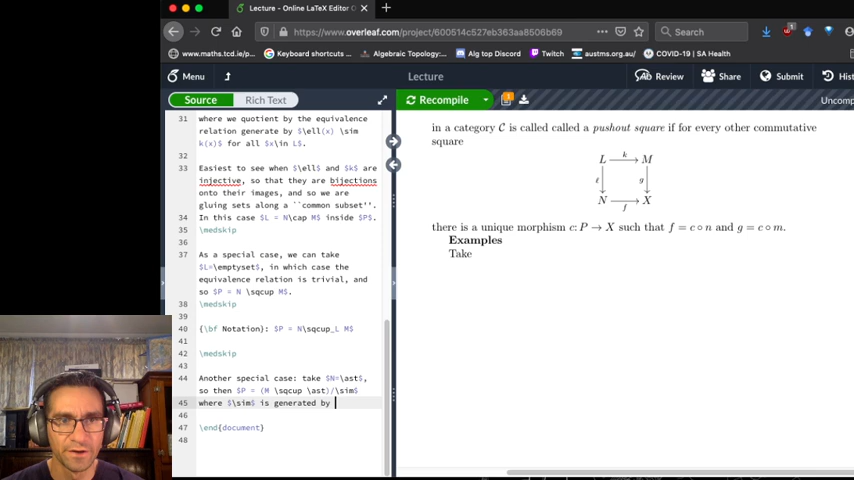 Lecture - Online LaTeX Editor O
https://www.overleaf.com/project/600514c527eb363aa8506b69
Search
www.maths.tcd.ie/po
Keyboard shortcuts ...
Algebraic Topology:...
Alg top Discord
Twitch
austms.org.au/
COVID-19 | SA Health
Menu
Lecture
Review
Share
Submit
Hist
Source
Rich Text
Recompile
Uncomp
31 where we quotient by the equivalence
relation generate by $\ell(x) \sim
k(x)$ for all $x\in L$.
32
33 Easiest to see when $\ell$ and $k$ are
injective, so that they are bijections
onto their images, and so we are
gluing sets along a ``common subset''.
34 In this case $L = N\cap M$ inside $P$.
35 \medskip
36
37 As a special case, we can take
$L=\emptyset$, in which case the
equivalence relation is trivial, and
so $P = N \sqcup M$.
38 \medskip
39
40 {\bf Notation}: $P = N\sqcup_L M$
41
42 \medskip
43
44 Another special case: take $N=\ast$,
so then $P = (M \sqcup \ast)/\sim$
45 where $\sim$ is generated by
46
47 \end{document}
48
in a category C is called called a pushout square if for every other commutative
square
L k M
ℓ g
N f X
there is a unique morphism c: P → X such that f = c ∘ n and g = c ∘ m.
Examples
Take